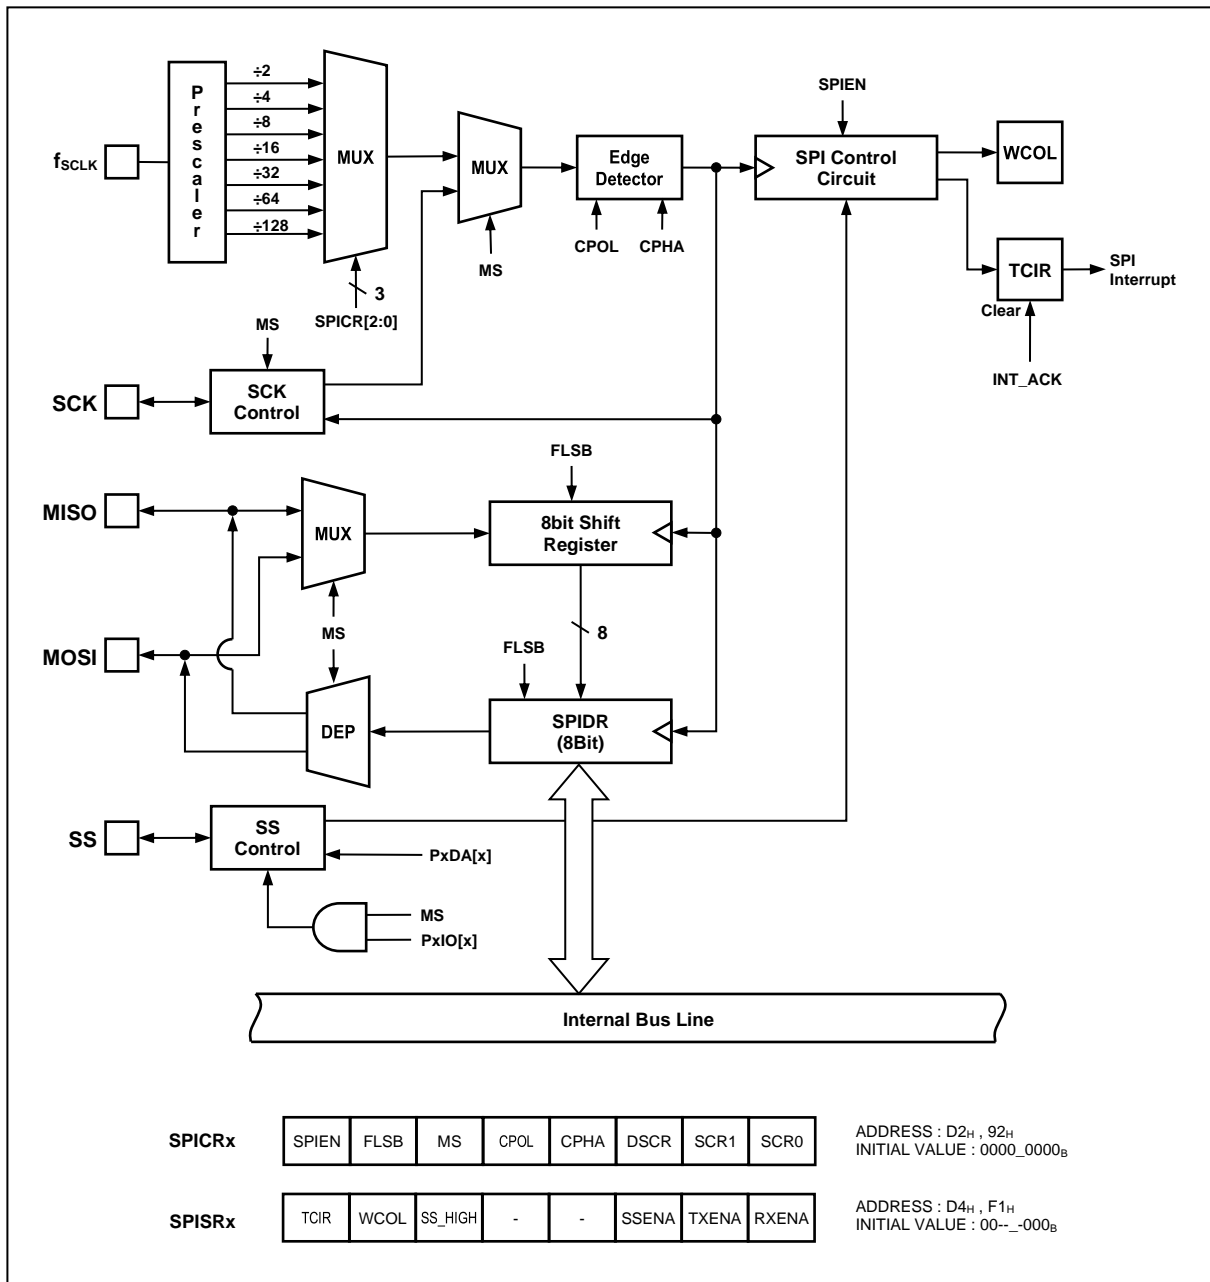 ÷2
÷4
÷8
÷16
÷32
÷64
÷128
Prescaler
fSCLK
MUX
3
SPICR[2:0]
MUX
MS
Edge
Detector
CPOL
CPHA
SPIEN
SPI Control
Circuit
WCOL
TCIR
SPI
Interrupt
Clear
INT_ACK
MS
SCK
SCK
Control
FLSB
MISO
MUX
8bit Shift
Register
MS
8
MOSI
FLSB
DEP
SPIDR
(8Bit)
SS
SS
Control
PxDA[x]
MS
PxIO[x]
Internal Bus Line
SPICRx SPIEN FLSB MS CPOL CPHA DSCR SCR1 SCR0
ADDRESS : D2H , 92H
INITIAL VALUE : 0000_0000B
SPISRx TCIR WCOL SS_HIGH - - SSENA TXENA RXENA
ADDRESS : D4H , F1H
INITIAL VALUE : 00--_-000B